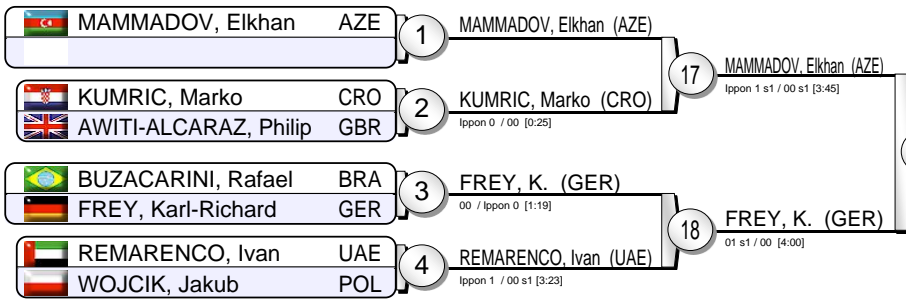 MAMMADOV, Elkhan AZE
1
MAMMADOV, Elkhan (AZE)
17
MAMMADOV, Elkhan (AZE)
Ippon 1 s1 / 00 s1 [3:45]
KUMRIC, Marko CRO
AWITI-ALCARAZ, Philip GBR
2
KUMRIC, Marko (CRO)
Ippon 0 / 00 [0:25]
BUZACARINI, Rafael BRA
FREY, Karl-Richard GER
3
FREY, K. (GER)
00 / Ippon 0 [1:19]
18
FREY, K. (GER)
01 s1 / 00 [4:00]
REMARENCO, Ivan UAE
WOJCIK, Jakub POL
4
REMARENCO, Ivan (UAE)
Ippon 1 / 00 s1 [3:23]